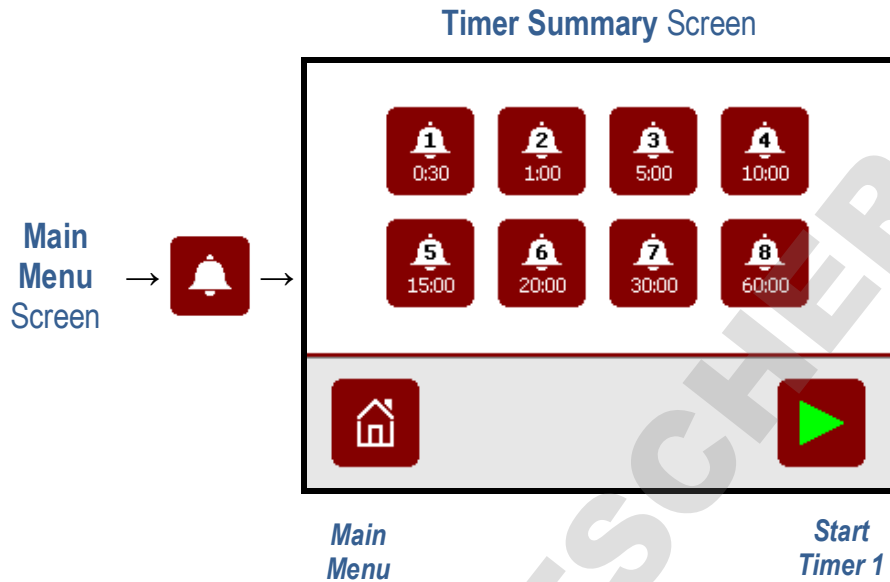 Timer Summary Screen
1
0:30
2
1:00
3
5:00
4
10:00
Main
Menu
Screen
→
→
5
15:00
6
20:00
7
30:00
8
60:00
Main
Menu
Start
Timer 1